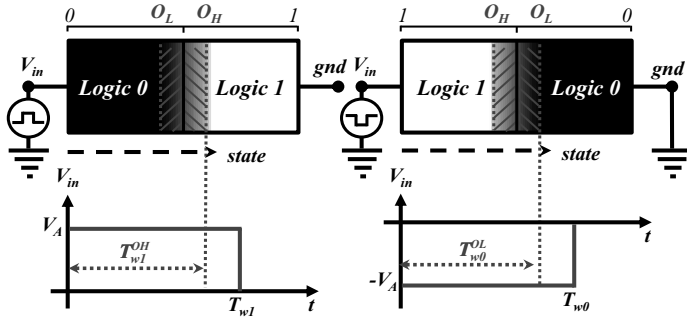 0 O_L O_H 1
V_in
Logic 0
Logic 1
gnd
state
V_in
V_A
T_w1^OH
T_w1
t
1 O_H O_L 0
V_in
Logic 1
Logic 0
gnd
state
V_in
t
T_w0^OL
-V_A
T_w0